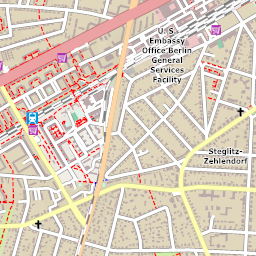 U. S.
Embassy
Office Berlin
General
Services
Facility
Steglitz-
Zehlendorf